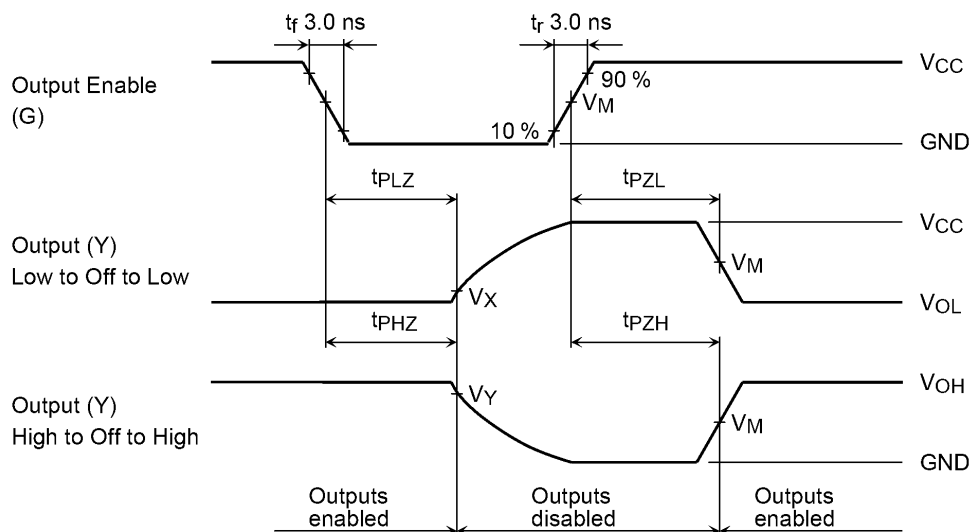 tf 3.0 ns
tr 3.0 ns
Output Enable
(G)
VCC
90 %
VM
10 %
GND
tPLZ
tPZL
Output (Y)
Low to Off to Low
VCC
VM
VX
VOL
tPHZ
tPZH
Output (Y)
High to Off to High
VOH
VY
VM
GND
Outputs
enabled
Outputs
disabled
Outputs
enabled